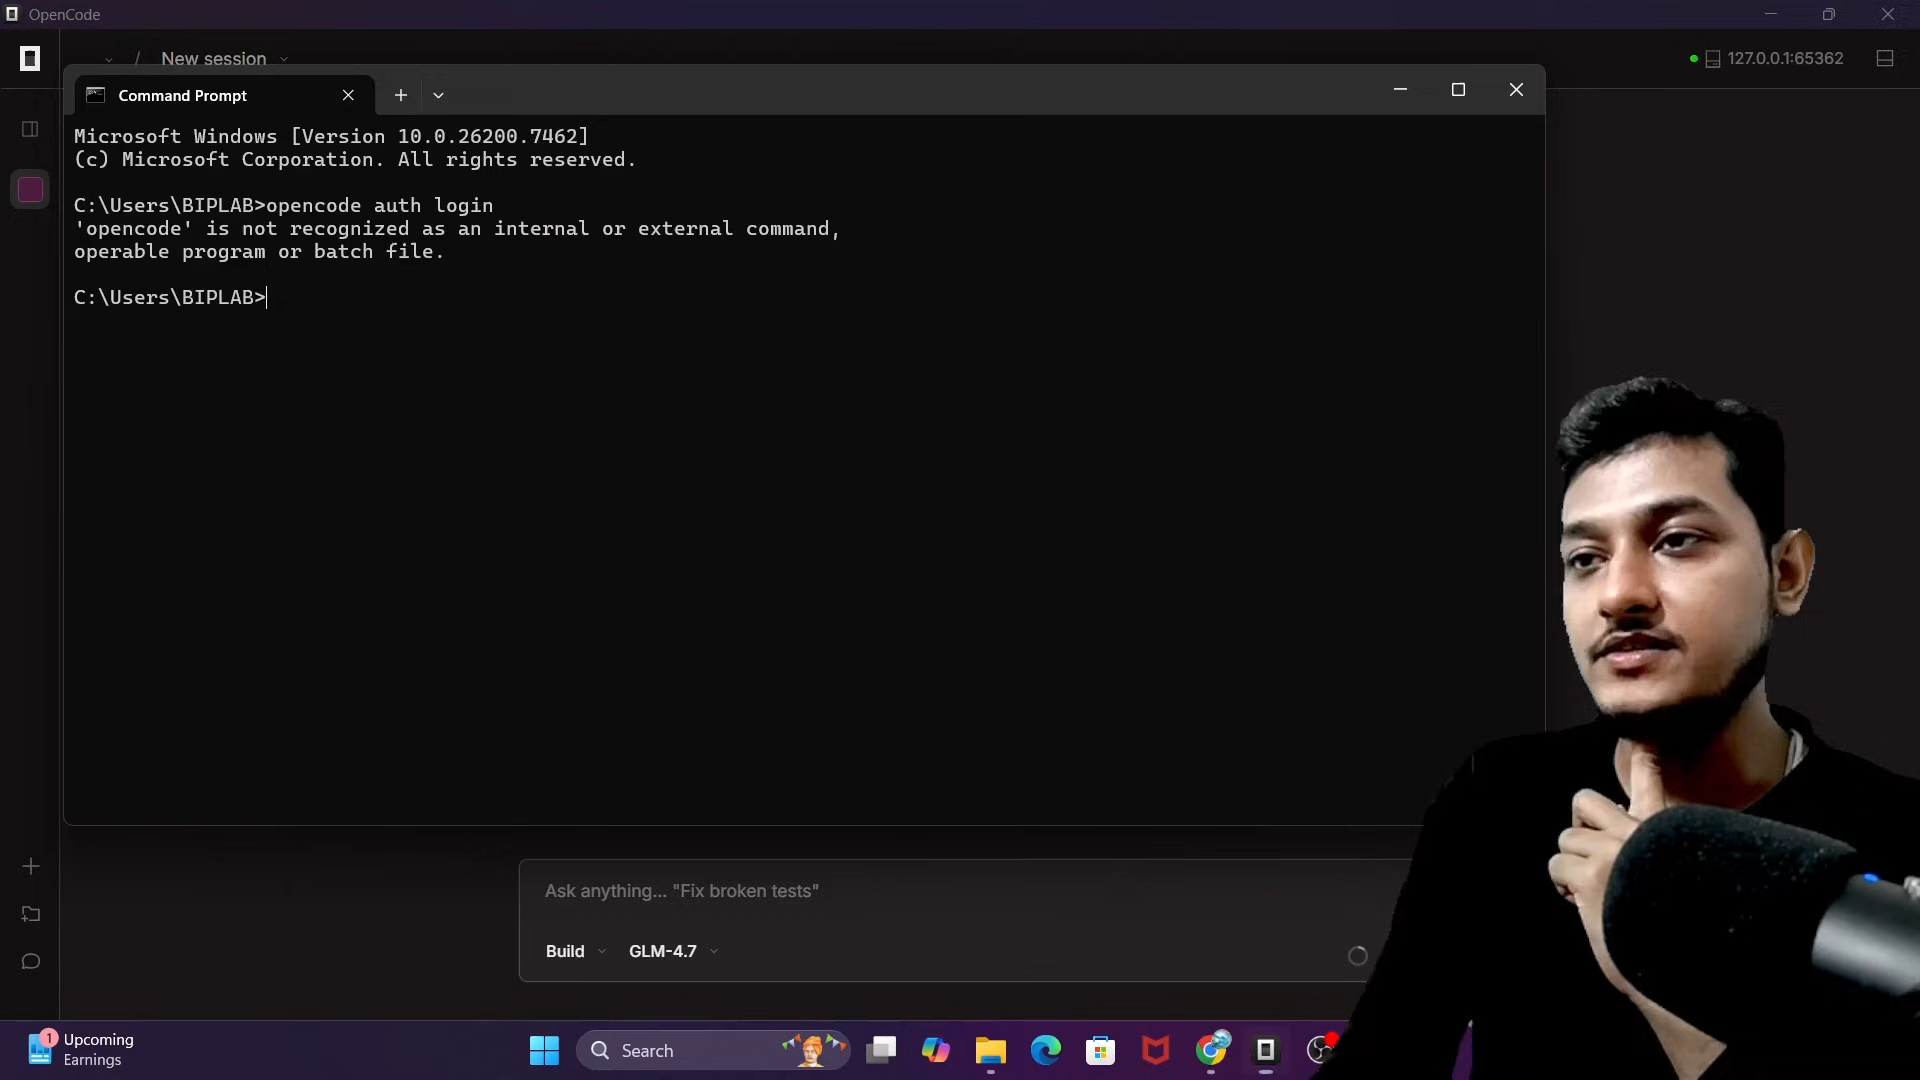 OpenCode
/ New session
127.0.0.1:65362
Command Prompt
Microsoft Windows [Version 10.0.26200.7462]
(c) Microsoft Corporation. All rights reserved.
C:\Users\BIPLAB>opencode auth login
'opencode' is not recognized as an internal or external command,
operable program or batch file.
C:\Users\BIPLAB>
Ask anything... "Fix broken tests"
Build GLM-4.7
1
Upcoming
Earnings
Search